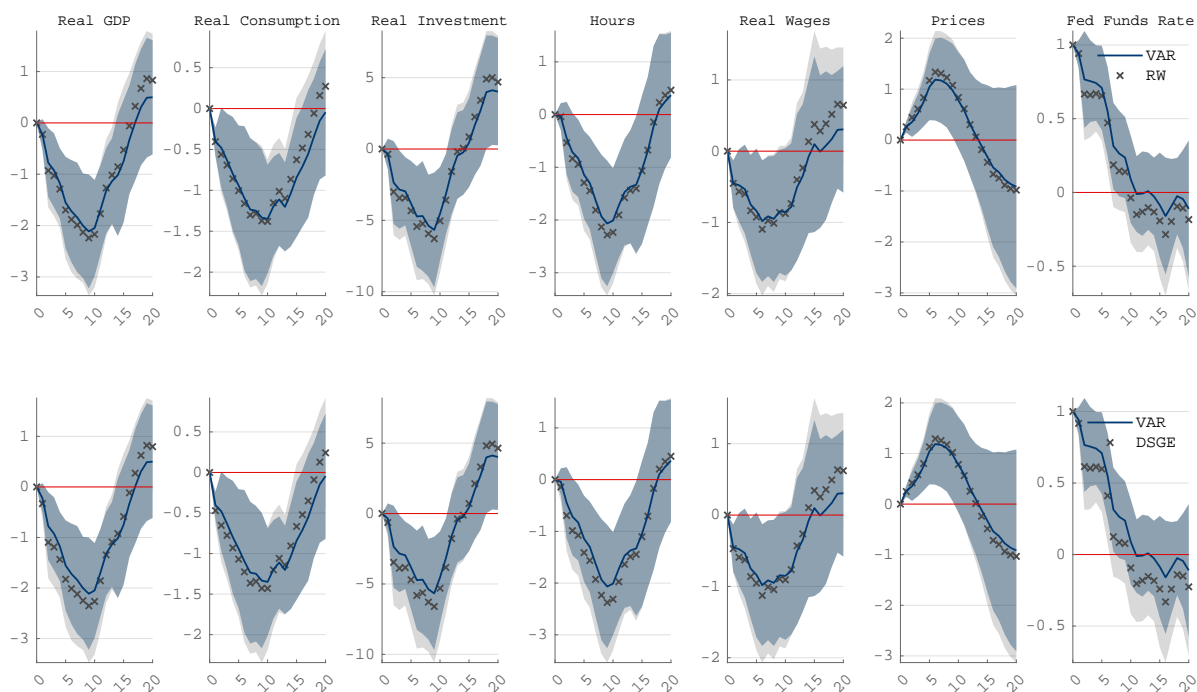 Real GDP Real Consumption Real Investment Hours Real Wages Prices Fed Funds Rate
1 0 -1 -2 -3
0.5 0 -0.5 -1 -1.5 -2
5 0 -5 -10
1 0 -1 -2 -3
1 0 -1 -2
2 1 0 -1 -2 -3
1 0.5 0 -0.5
VAR
RW
0 5 10 15 20 0 5 10 15 20 0 5 10 15 20 0 5 10 15 20 0 5 10 15 20 0 5 10 15 20 0 5 10 15 20
1 0 -1 -2 -3
0.5 0 -0.5 -1 -1.5 -2
5 0 -5 -10
1 0 -1 -2 -3
1 0 -1 -2
2 1 0 -1 -2 -3
1 0.5 0 -0.5
VAR
DSGE
0 5 10 15 20 0 5 10 15 20 0 5 10 15 20 0 5 10 15 20 0 5 10 15 20 0 5 10 15 20 0 5 10 15 20